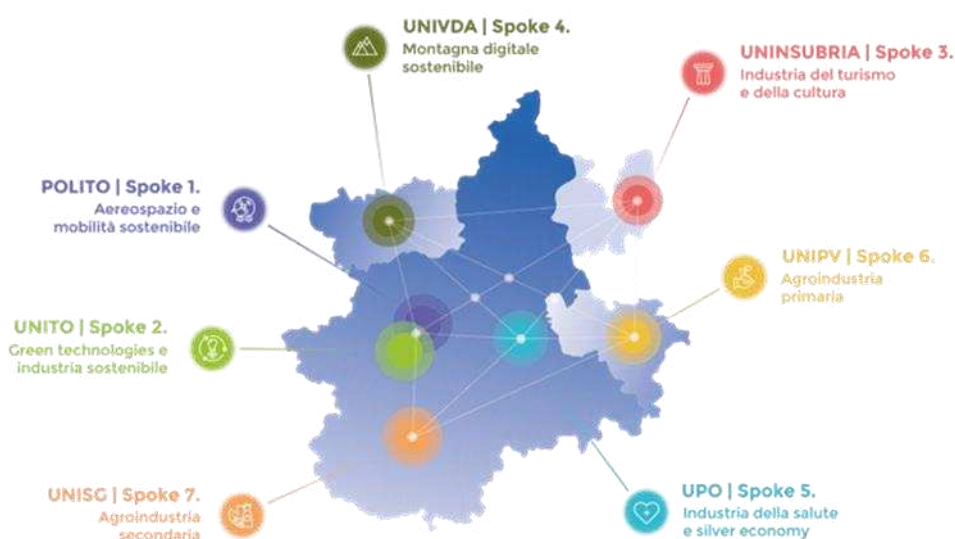 UNIVDA | Spoke 4.
Montagna digitale
sostenibile
UNINSUBRIA | Spoke 3.
Industria del turismo
e della cultura
POLITO | Spoke 1.
Aereospazio e
mobilità sostenibile
UNIPV | Spoke 6.
Agroindustria
primaria
UNITO | Spoke 2.
Green technologies e
industria sostenibile
UNISG | Spoke 7.
Agroindustria
secondaria
UPO | Spoke 5.
Industria della salute
e silver economy